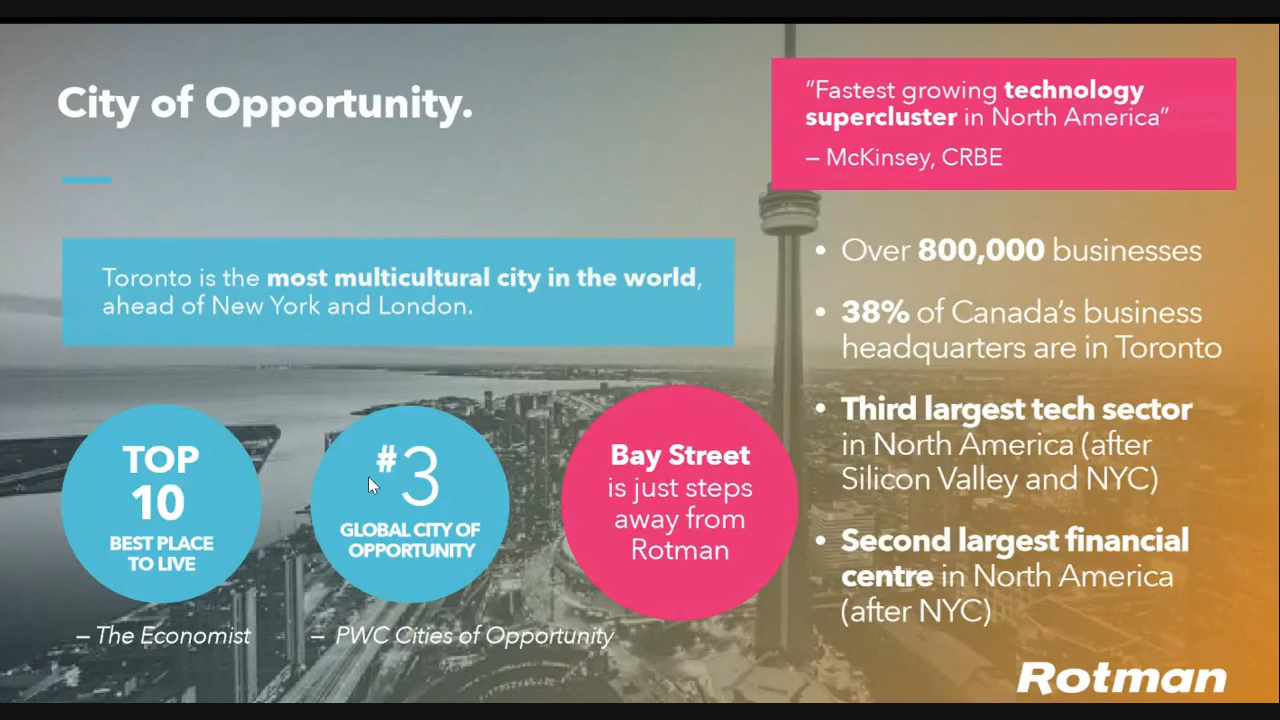 City of Opportunity.
"Fastest growing technology
supercluster in North America"
– McKinsey, CRBE
Toronto is the most multicultural city in the world,
ahead of New York and London.
TOP
10
BEST PLACE
TO LIVE
– The Economist
#3
GLOBAL CITY OF
OPPORTUNITY
– PWC Cities of Opportunity
Bay Street
is just steps
away from
Rotman
• Over 800,000 businesses
• 38% of Canada's business
headquarters are in Toronto
• Third largest tech sector
in North America (after
Silicon Valley and NYC)
• Second largest financial
centre in North America
(after NYC)
Rotman